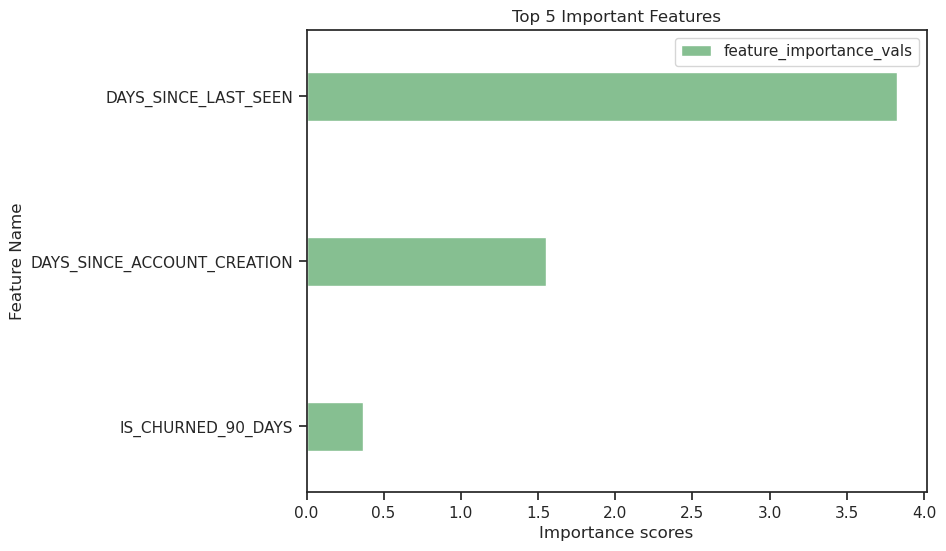 Top 5 Important Features
feature_importance_vals
Feature Name
DAYS_SINCE_LAST_SEEN
DAYS_SINCE_ACCOUNT_CREATION
IS_CHURNED_90_DAYS
0.0 0.5 1.0 1.5 2.0 2.5 3.0 3.5 4.0
Importance scores